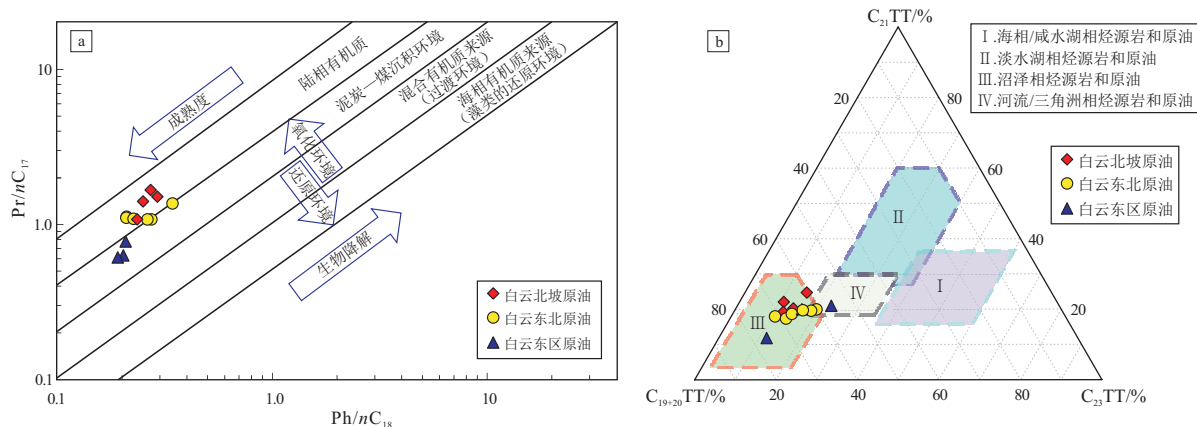 a
10
1.0
0.1
Pr/nC₁₇
0.1
1.0
10
Ph/nC₁₈
成熟度
陆相有机质
泥炭—煤沉积环境
混合有机质来源
(过渡环境)
海相有机质来源
(藻类的还原环境)
氧化环境
还原环境
生物降解
白云北坡原油
白云东北原油
白云东区原油
b
C₂₁TT/%
Ⅰ.海相/咸水湖相烃源岩和原油
Ⅱ.淡水湖相烃源岩和原油
Ⅲ.沼泽相烃源岩和原油
Ⅳ.河流/三角洲相烃源岩和原油
白云北坡原油
白云东北原油
白云东区原油
20
80
40
60
Ⅱ
60
40
Ⅳ
Ⅰ
80
20
Ⅲ
C₁₉₊₂₀TT/%
20
40
60
80
C₂₃TT/%